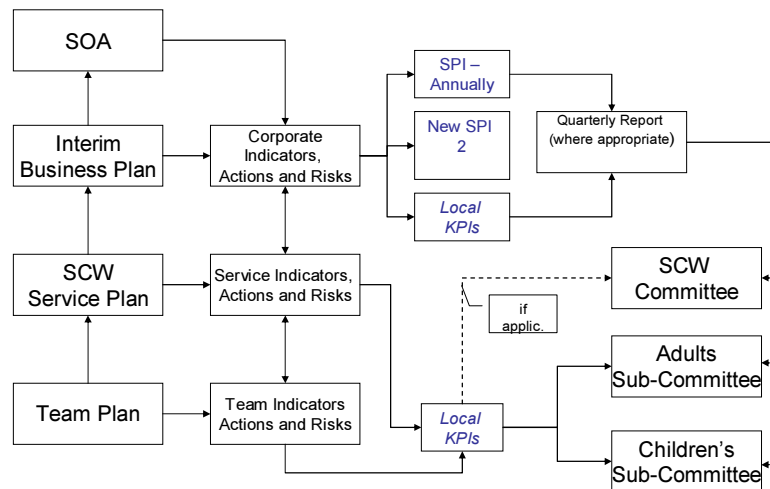 SOA
SPI –
Annually
Quarterly Report
(where appropriate)
Interim
Business Plan
Corporate
Indicators,
Actions and Risks
New SPI
2
Local
KPIs
SCW
Service Plan
Service Indicators,
Actions and Risks
SCW
Committee
if
applic.
Adults
Sub-Committee
Team Plan
Team Indicators
Actions and Risks
Local
KPIs
Children’s
Sub-Committee